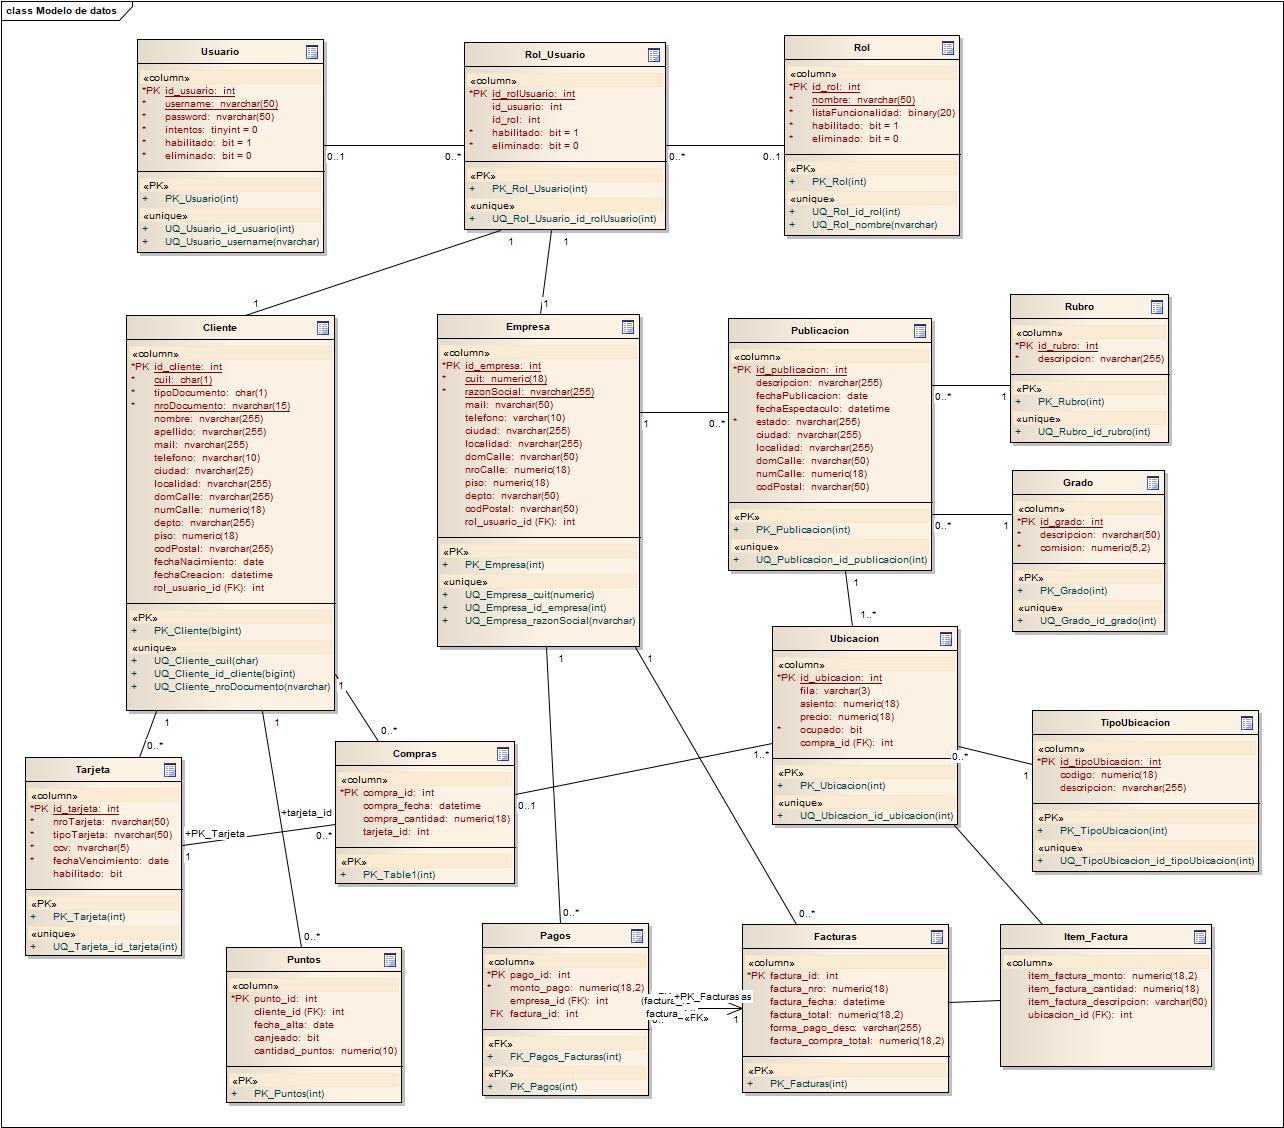 class Modelo de datos
Usuario
«column»
*PK id_usuario: int
* username: nvarchar(50)
* password: nvarchar(50)
* intentos: tinyint = 0
* habilitado: bit = 1
* eliminado: bit = 0
«PK»
+ PK_Usuario(int)
«unique»
+ UQ_Usuario_id_usuario(int)
+ UQ_Usuario_username(nvarchar)
0..1
0..*
Rol_Usuario
«column»
*PK id_rolUsuario: int
id_usuario: int
id_rol: int
* habilitado: bit = 1
* eliminado: bit = 0
«PK»
+ PK_Rol_Usuario(int)
«unique»
+ UQ_Rol_Usuario_id_rolUsuario(int)
0..*
0..1
Rol
«column»
*PK id_rol: int
* nombre: nvarchar(50)
* listaFuncionalidad: binary(20)
* habilitado: bit = 1
* eliminado: bit = 0
«PK»
+ PK_Rol(int)
«unique»
+ UQ_Rol_id_rol(int)
+ UQ_Rol_nombre(nvarchar)
1
1
1
1
Cliente
«column»
*PK id_cliente: int
* cuil: char(1)
* tipoDocumento: char(1)
* nroDocumento: nvarchar(15)
nombre: nvarchar(255)
apellido: nvarchar(255)
mail: nvarchar(255)
telefono: nvarchar(10)
ciudad: nvarchar(25)
localidad: nvarchar(255)
domCalle: nvarchar(255)
numCalle: numeric(18)
depto: nvarchar(255)
piso: numeric(18)
codPostal: nvarchar(255)
fechaNacimiento: date
fechaCreacion: datetime
rol_usuario_id (FK): int
«PK»
+ PK_Cliente(bigint)
«unique»
+ UQ_Cliente_cuil(char)
+ UQ_Cliente_id_cliente(bigint)
+ UQ_Cliente_nroDocumento(nvarchar)
Empresa
«column»
*PK id_empresa: int
* cuit: numeric(18)
* razonSocial: nvarchar(255)
mail: nvarchar(50)
telefono: varchar(10)
ciudad: nvarchar(255)
localidad: nvarchar(255)
domCalle: nvarchar(50)
nroCalle: numeric(18)
piso: numeric(18)
depto: nvarchar(50)
codPostal: nvarchar(50)
rol_usuario_id (FK): int
«PK»
+ PK_Empresa(int)
«unique»
+ UQ_Empresa_cuit(numeric)
+ UQ_Empresa_id_empresa(int)
+ UQ_Empresa_razonSocial(nvarchar)
1
0..*
Publicacion
«column»
*PK id_publicacion: int
descripcion: nvarchar(255)
fechaPublicacion: date
fechaEspectaculo: datetime
* estado: nvarchar(255)
ciudad: nvarchar(255)
localidad: nvarchar(255)
domCalle: nvarchar(50)
numCalle: numeric(18)
codPostal: nvarchar(50)
«PK»
+ PK_Publicacion(int)
«unique»
+ UQ_Publicacion_id_publicacion(int)
0..*
1
Rubro
«column»
*PK id_rubro: int
* descripcion: nvarchar(255)
«PK»
+ PK_Rubro(int)
«unique»
+ UQ_Rubro_id_rubro(int)
0..*
1
Grado
«column»
*PK id_grado: int
* descripcion: nvarchar(50)
* comision: numeric(5,2)
«PK»
+ PK_Grado(int)
«unique»
+ UQ_Grado_id_grado(int)
1
1..*
Ubicacion
«column»
*PK id_ubicacion: int
fila: varchar(3)
asiento: numeric(18)
precio: numeric(18)
* ocupado: bit
compra_id (FK): int
«PK»
+ PK_Ubicacion(int)
«unique»
+ UQ_Ubicacion_id_ubicacion(int)
0..*
1
TipoUbicacion
«column»
*PK id_tipoUbicacion: int
codigo: numeric(18)
descripcion: nvarchar(255)
«PK»
+ PK_TipoUbicacion(int)
«unique»
+ UQ_TipoUbicacion_id_tipoUbicacion(int)
1
0..*
1
1
0..*
1
1
Tarjeta
«column»
*PK id_tarjeta: int
* nroTarjeta: nvarchar(50)
* tipoTarjeta: nvarchar(50)
* ccv: nvarchar(5)
* fechaVencimiento: date
habilitado: bit
«PK»
+ PK_Tarjeta(int)
«unique»
+ UQ_Tarjeta_id_tarjeta(int)
+PK_Tarjeta
1
+tarjeta_id
0..*
Compras
«column»
*PK compra_id: int
compra_fecha: datetime
compra_cantidad: numeric(18)
tarjeta_id: int
«PK»
+ PK_Table1(int)
0..1
1..*
0..*
Puntos
«column»
*PK punto_id: int
cliente_id (FK): int
fecha_alta: date
canjeado: bit
cantidad_puntos: numeric(10)
«PK»
+ PK_Puntos(int)
0..*
Pagos
«column»
*PK pago_id: int
* monto_pago: numeric(18,2)
empresa_id (FK): int
FK factura_id: int
«FK»
+ FK_Pagos_Facturas(int)
«PK»
+ PK_Pagos(int)
+PK_Facturas
«FK»
1
0..*
Facturas
«column»
*PK factura_id: int
factura_nro: numeric(18)
factura_fecha: datetime
factura_total: numeric(18,2)
forma_pago_desc: varchar(255)
factura_compra_total: numeric(18,2)
«PK»
+ PK_Facturas(int)
Item_Factura
«column»
item_factura_monto: numeric(18,2)
item_factura_cantidad: numeric(18)
item_factura_descripcion: varchar(60)
ubicacion_id (FK): int